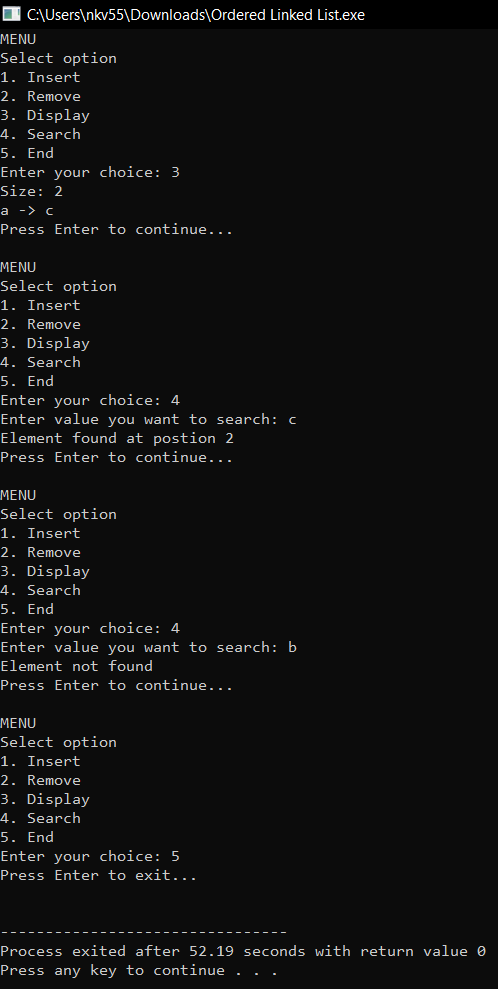 C:\Users\nkv55\Downloads\Ordered Linked List.exe
MENU
Select option
1. Insert
2. Remove
3. Display
4. Search
5. End
Enter your choice: 3
Size: 2
a -> c
Press Enter to continue...
MENU
Select option
1. Insert
2. Remove
3. Display
4. Search
5. End
Enter your choice: 4
Enter value you want to search: c
Element found at postion 2
Press Enter to continue...
MENU
Select option
1. Insert
2. Remove
3. Display
4. Search
5. End
Enter your choice: 4
Enter value you want to search: b
Element not found
Press Enter to continue...
MENU
Select option
1. Insert
2. Remove
3. Display
4. Search
5. End
Enter your choice: 5
Press Enter to exit...
--------------------------------
Process exited after 52.19 seconds with return value 0
Press any key to continue . . .